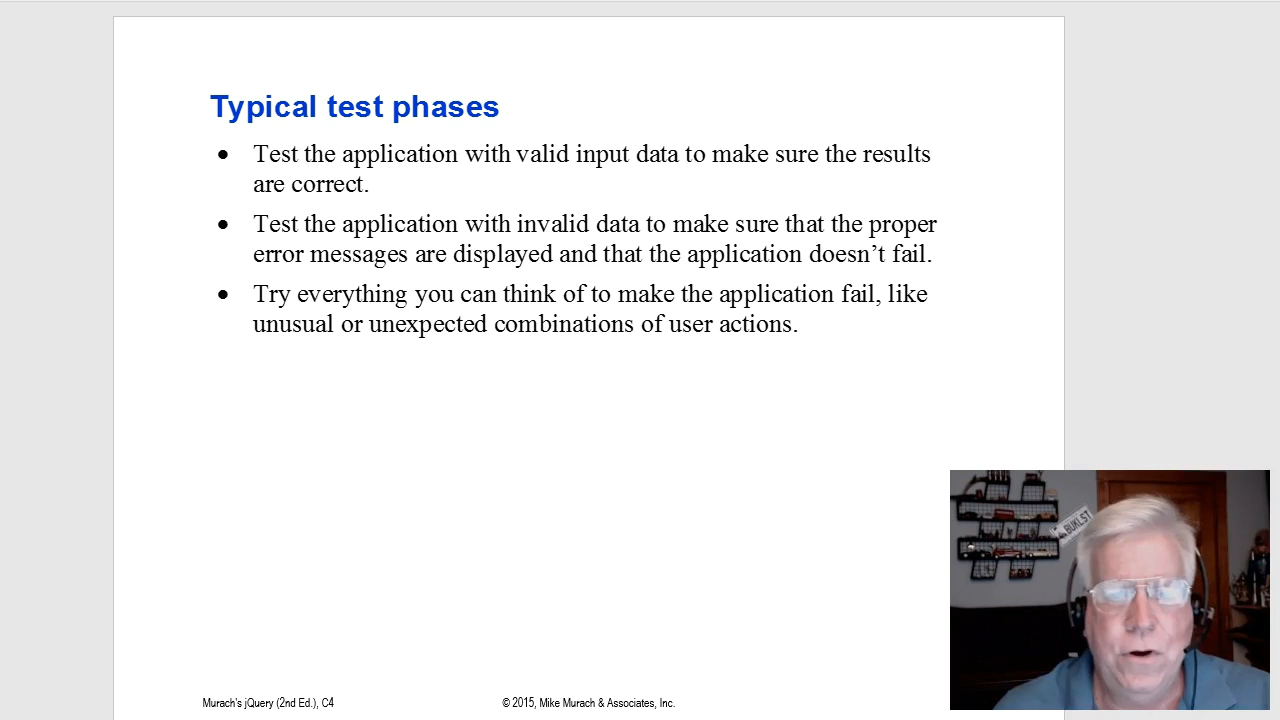 Typical test phases
• Test the application with valid input data to make sure the results
are correct.
• Test the application with invalid data to make sure that the proper
error messages are displayed and that the application doesn’t fail.
• Try everything you can think of to make the application fail, like
unusual or unexpected combinations of user actions.
BUKLST
Murach's jQuery (2nd Ed.), C4
© 2015, Mike Murach & Associates, Inc.